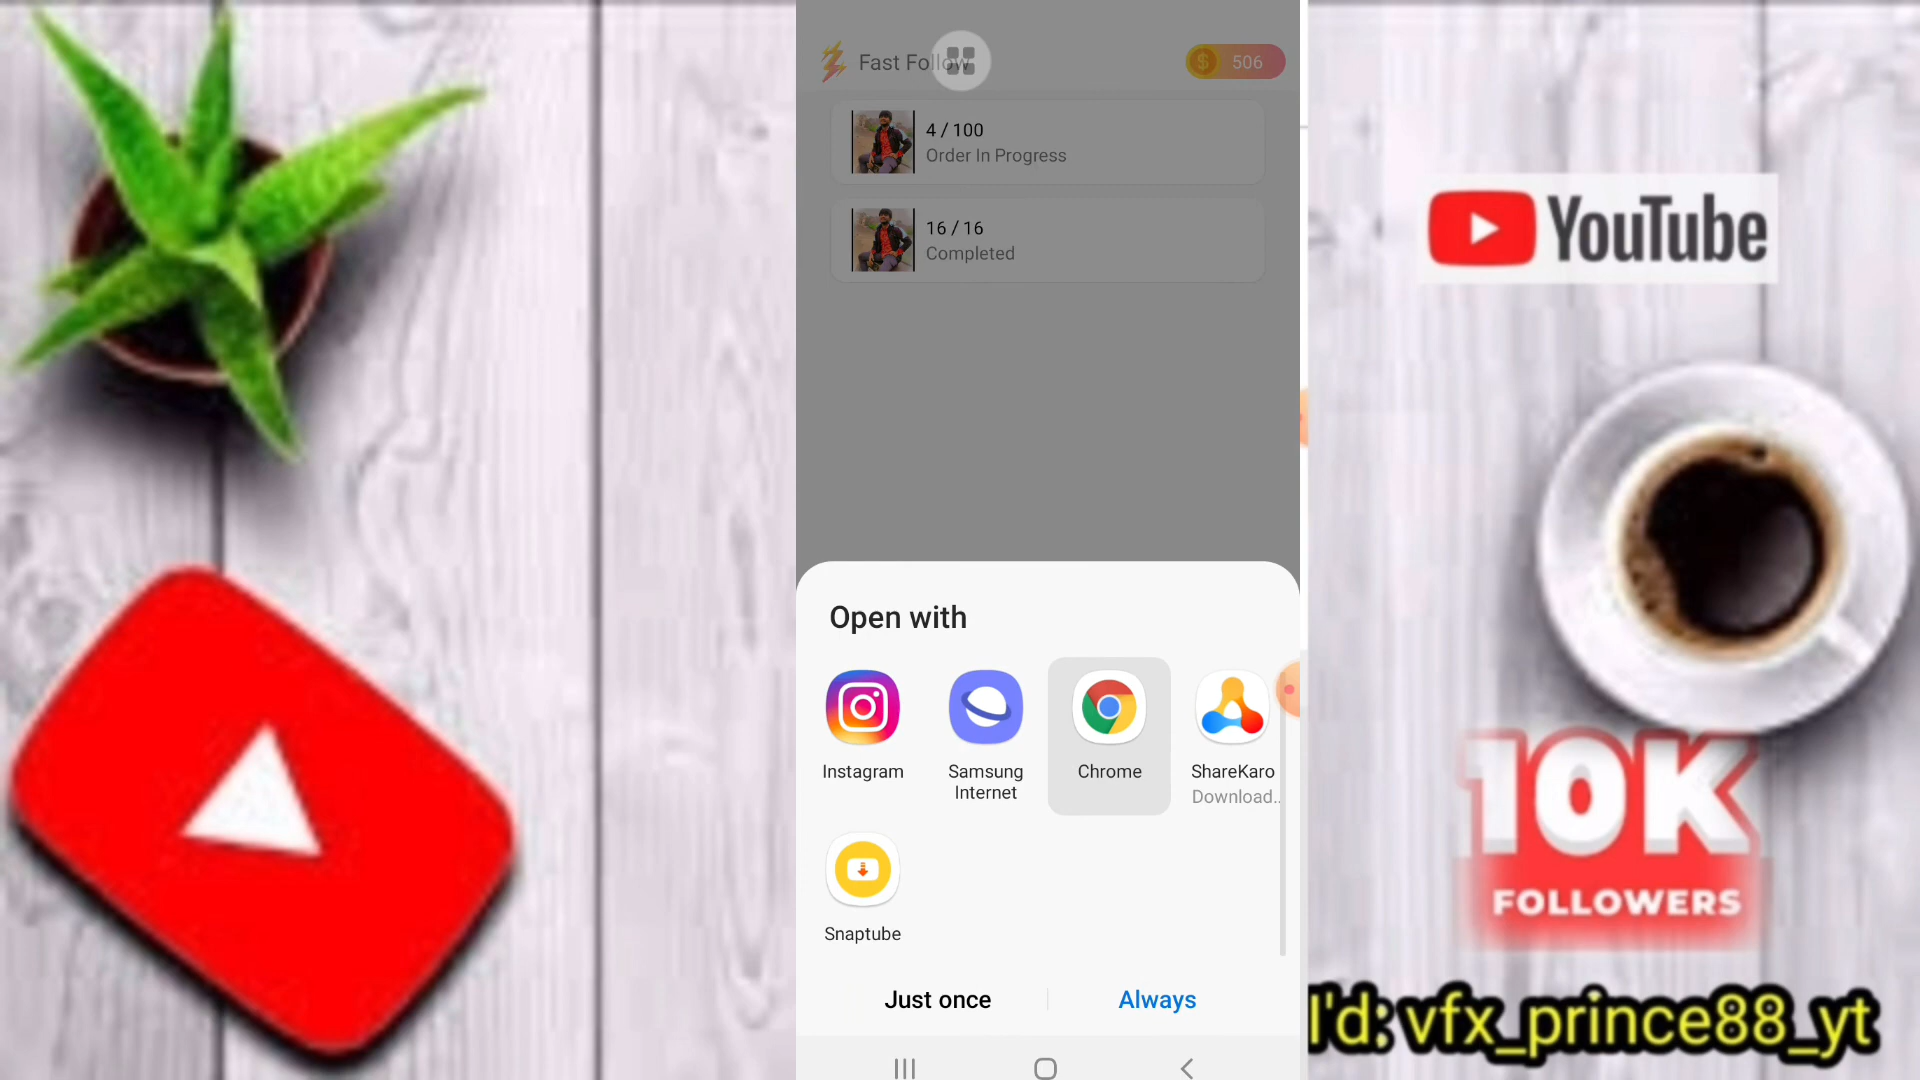 Fast Follow
506
4 / 100
Order In Progress
16 / 16
Completed
Open with
Instagram
Samsung
Internet
Chrome
ShareKaro
Download..
Snaptube
Just once
Always
YouTube
10K
FOLLOWERS
I'd: vfx_prince88_yt